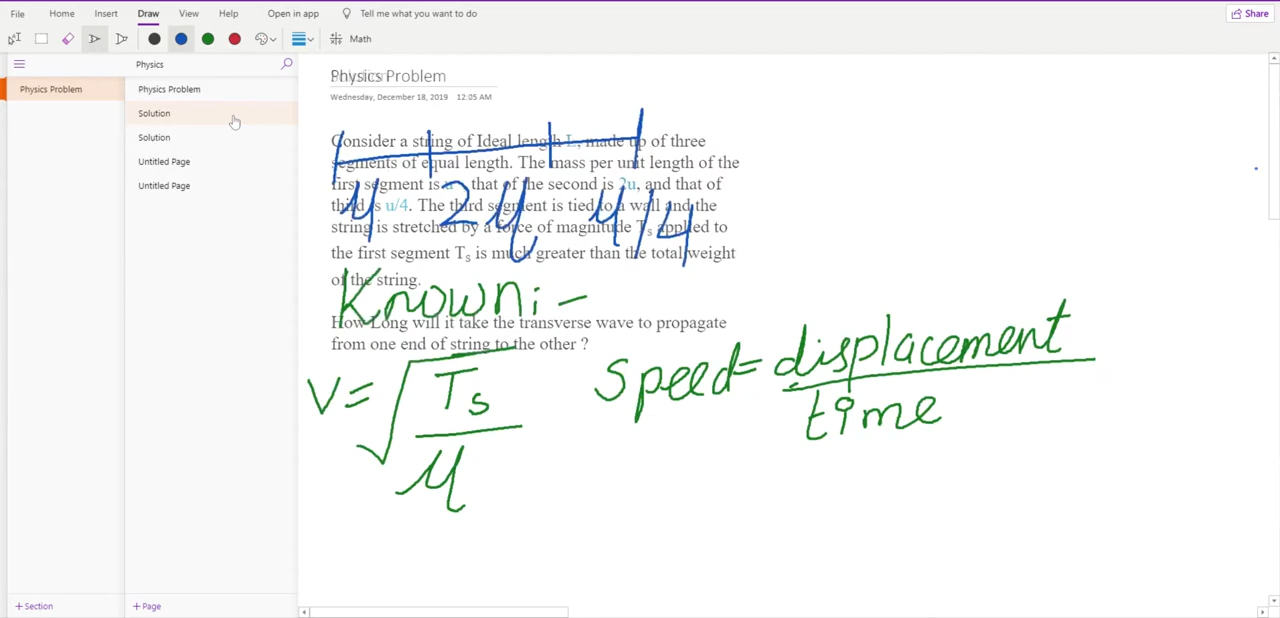 File Home Insert Draw View Help Open in app Tell me what you want to do Share
Math
Physics
Physics Problem
Physics Problem
Solution
Solution
Untitled Page
Untitled Page
+ Section
+ Page
Physics Problem
Wednesday, December 18, 2019 12:05 AM
Consider a string of Ideal length L, made up of three
segments of equal length. The mass per unit length of the
first segment is u that of the second is 2u, and that of
third is u/4. The third segment is tied to a wall and the
string is stretched by a force of magnitude Ts applied to
the first segment Ts is much greater than the total weight
of the string.
How Long will it take the transverse wave to propagate
from one end of string to the other ?
μ 2μ μ/4
Known: -
V = √Ts/μ
Speed = displacement
time